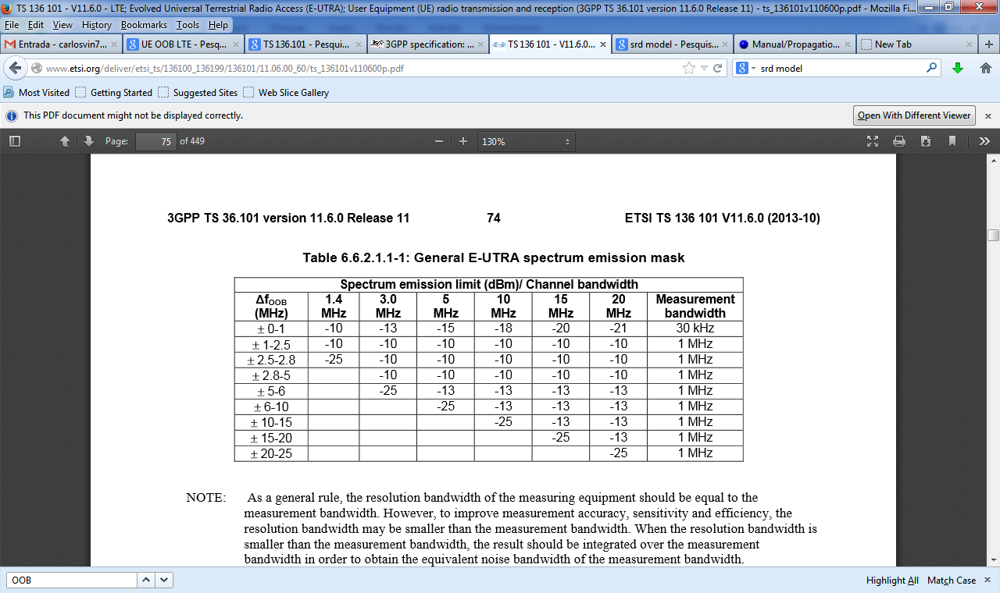 TS 136 101 - V11.6.0 - LTE; Evolved Universal Terrestrial Radio Access (E-UTRA); User Equipment (UE) radio transmission and reception (3GPP TS 36.101 version 11.6.0 Release 11) - ts_136101v110600p.pdf - Mozilla Fi...
File Edit View History Bookmarks Tools Help
Entrada - carlosvin7... UE OOB LTE - Pesq... TS 136.101 - Pesqui... 3GPP specification: ... TS 136 101 - V11.6.0... srd model - Pesquis... Manual/Propagatio... New Tab
www.etsi.org/deliver/etsi_ts/136100_136199/136101/11.06.00_60/ts_136101v110600p.pdf srd model
Most Visited Getting Started Suggested Sites Web Slice Gallery
This PDF document might not be displayed correctly. Open With Different Viewer
Page: 75 of 449 130%
3GPP TS 36.101 version 11.6.0 Release 11 74 ETSI TS 136 101 V11.6.0 (2013-10)
Table 6.6.2.1.1-1: General E-UTRA spectrum emission mask
Spectrum emission limit (dBm)/ Channel bandwidth
ΔfOOB 1.4 3.0 5 10 15 20 Measurement
(MHz) MHz MHz MHz MHz MHz MHz bandwidth
± 0-1 -10 -13 -15 -18 -20 -21 30 kHz
± 1-2.5 -10 -10 -10 -10 -10 -10 1 MHz
± 2.5-2.8 -25 -10 -10 -10 -10 -10 1 MHz
± 2.8-5 -10 -10 -10 -10 -10 1 MHz
± 5-6 -25 -13 -13 -13 -13 1 MHz
± 6-10 -25 -13 -13 -13 1 MHz
± 10-15 -25 -13 -13 1 MHz
± 15-20 -25 -13 1 MHz
± 20-25 -25 1 MHz
NOTE: As a general rule, the resolution bandwidth of the measuring equipment should be equal to the
measurement bandwidth. However, to improve measurement accuracy, sensitivity and efficiency, the
resolution bandwidth may be smaller than the measurement bandwidth. When the resolution bandwidth is
smaller than the measurement bandwidth, the result should be integrated over the measurement
bandwidth in order to obtain the equivalent noise bandwidth of the measurement bandwidth.
OOB Highlight All Match Case